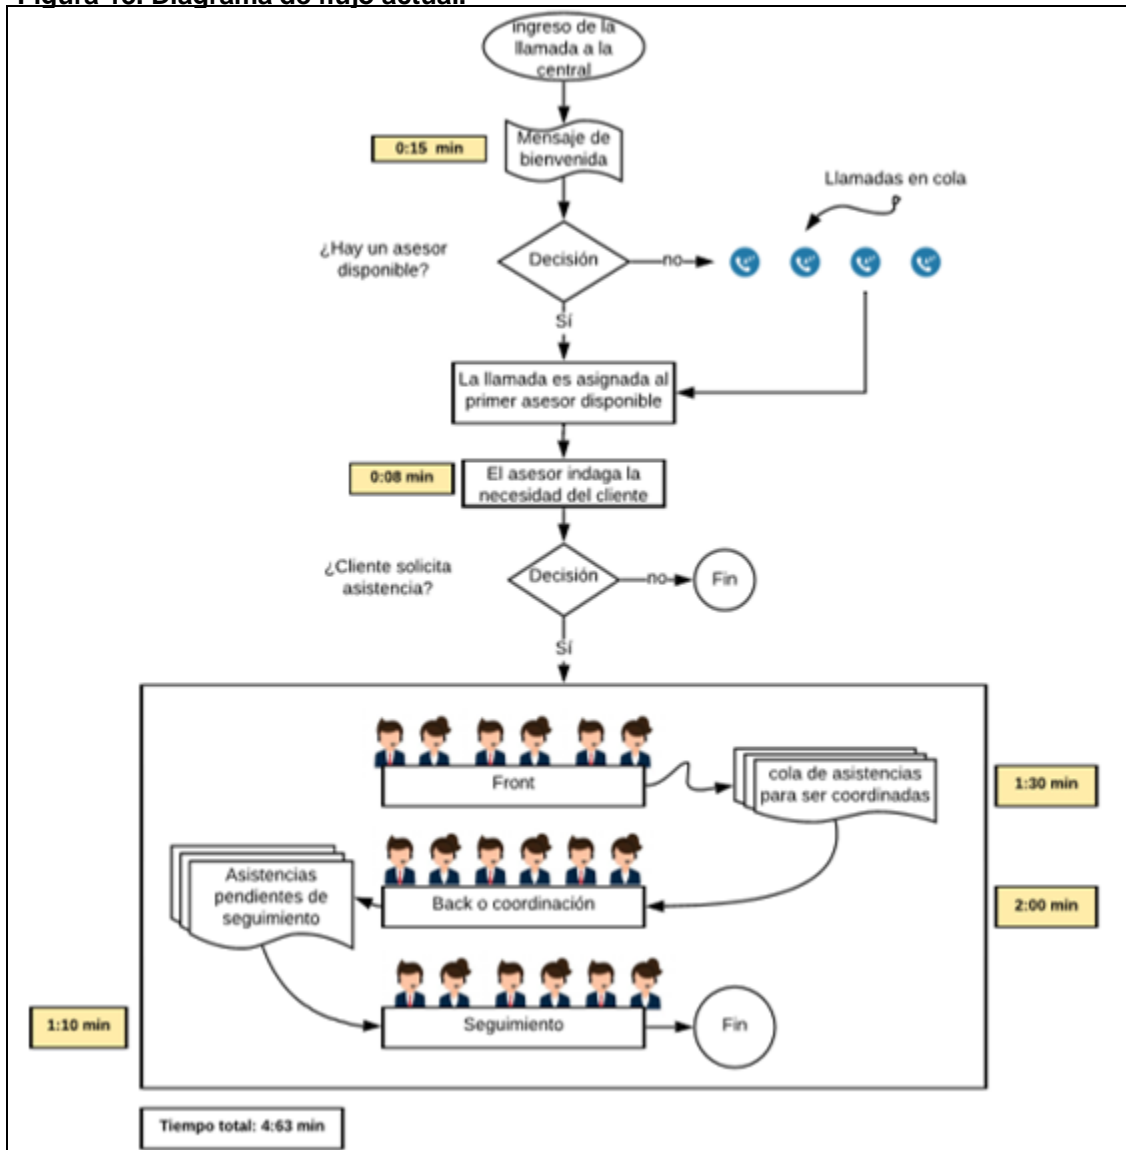 Figura 10. Diagrama de flujo actual.
ingreso de la
llamada a la
central
Mensaje de
bienvenida
0:15 min
Llamadas en cola
¿Hay un asesor
disponible?
Decisión
no
Sí
La llamada es asignada al
primer asesor disponible
0:08 min
El asesor indaga la
necesidad del cliente
¿Cliente solicita
asistencia?
Decisión
no
Fin
Sí
Front
cola de asistencias
para ser coordinadas
1:30 min
Asistencias
pendientes de
seguimiento
Back o coordinación
2:00 min
1:10 min
Seguimiento
Fin
Tiempo total: 4:63 min